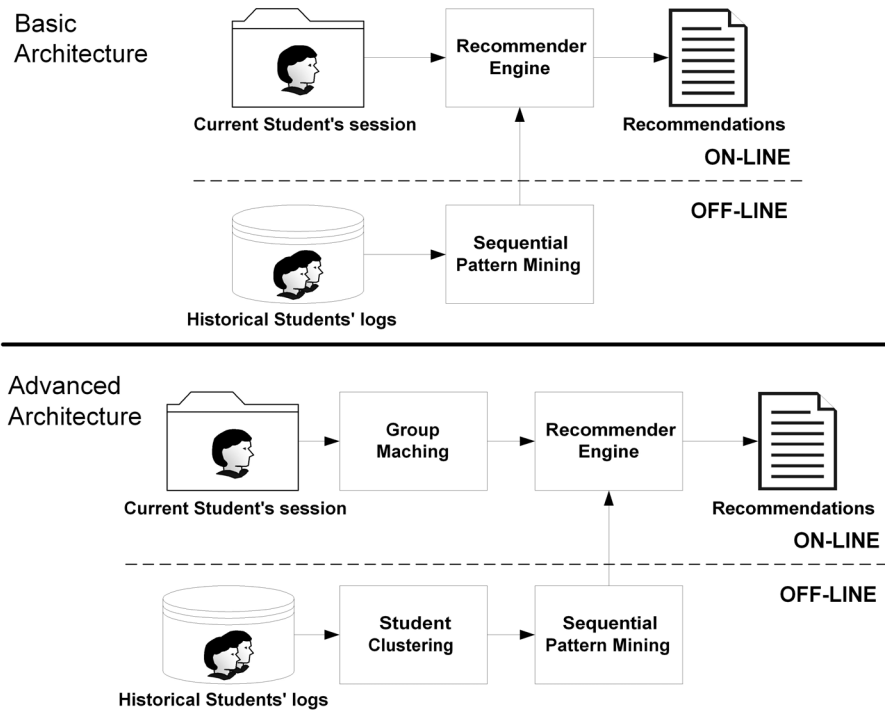 Basic
Architecture
Recommender
Engine
Current Student's session
Recommendations
ON-LINE
OFF-LINE
Sequential
Pattern Mining
Historical Students' logs
Advanced
Architecture
Group
Maching
Recommender
Engine
Current Student's session
Recommendations
ON-LINE
OFF-LINE
Student
Clustering
Sequential
Pattern Mining
Historical Students' logs